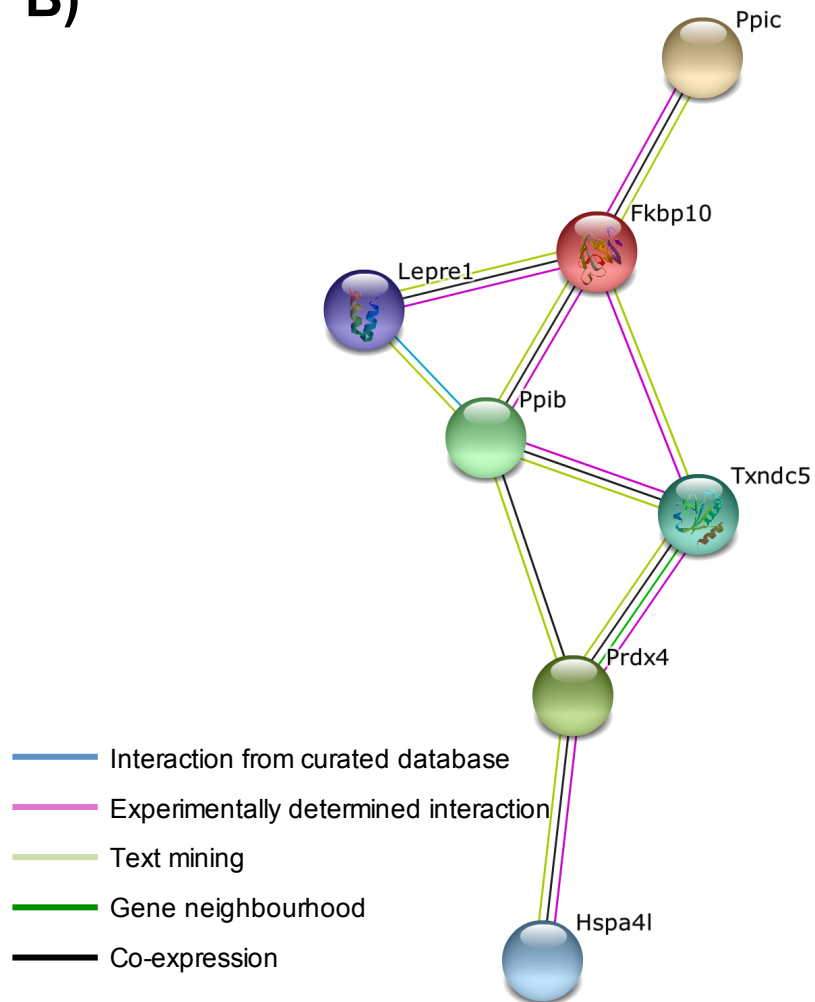 B)
Ppic
Fkbp10
Lepre1
Ppib
Txndc5
Prdx4
Interaction from curated database
Experimentally determined interaction
Text mining
Gene neighbourhood
Hspa4l
Co-expression